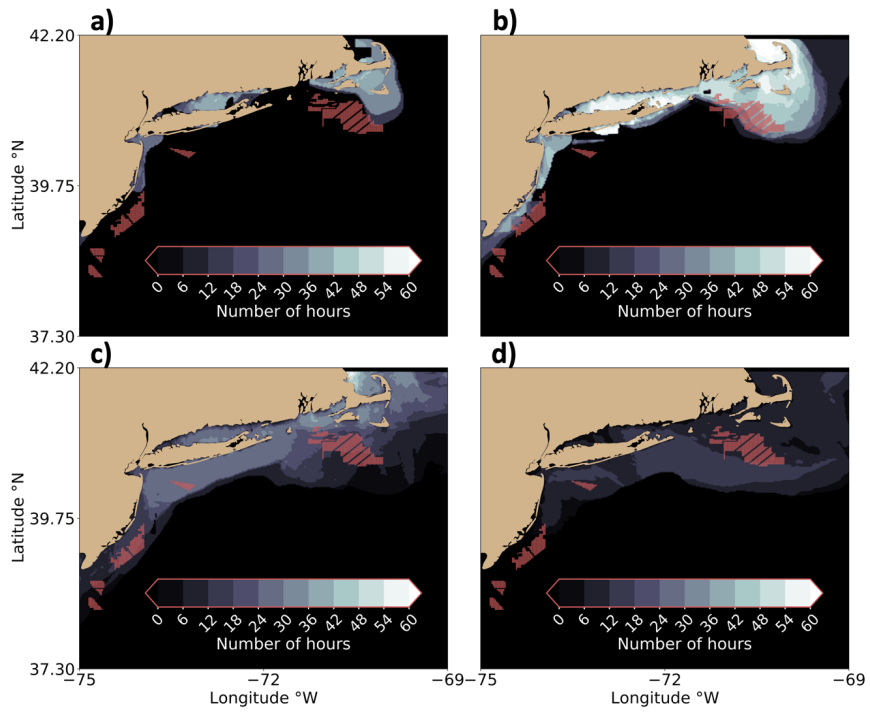 a)
b)
42.20
39.75
37.30
Latitude °N
0 6 12 18 24 30 36 42 48 54 60
Number of hours
0 6 12 18 24 30 36 42 48 54 60
Number of hours
c)
d)
42.20
39.75
37.30
Latitude °N
0 6 12 18 24 30 36 42 48 54 60
Number of hours
0 6 12 18 24 30 36 42 48 54 60
Number of hours
−75 −72 −69
−75 −72 −69
Longitude °W
Longitude °W